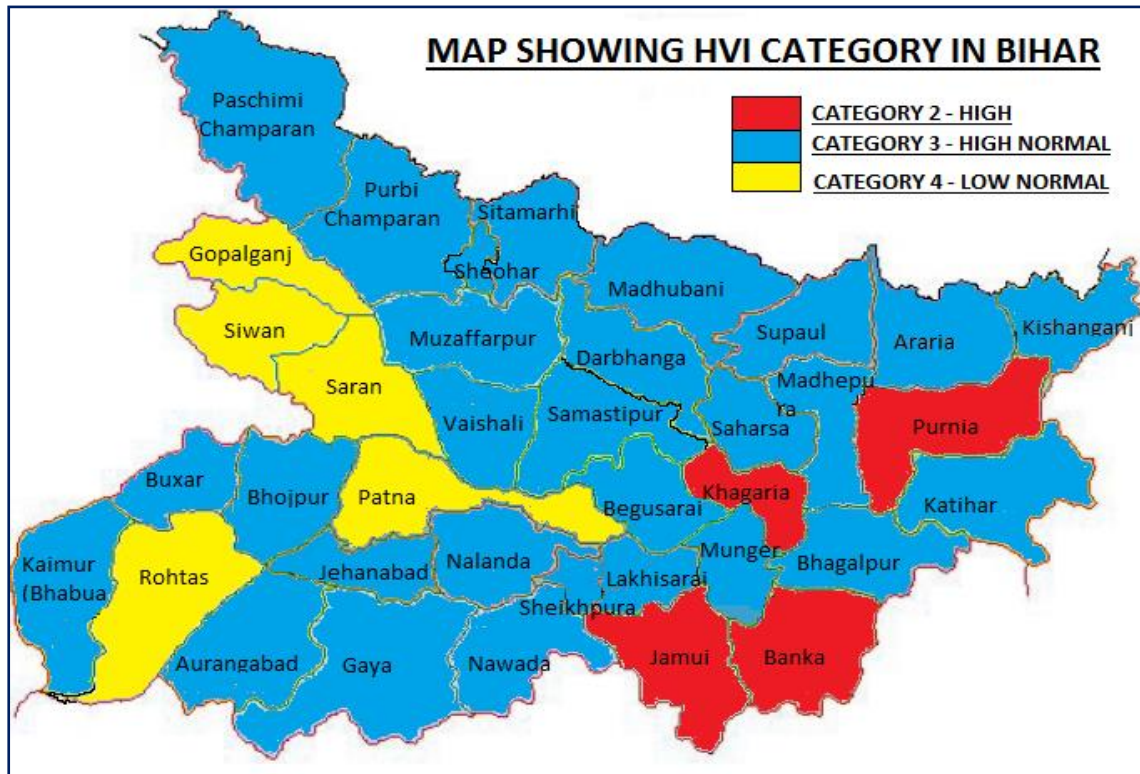 MAP SHOWING HVI CATEGORY IN BIHAR
CATEGORY 2 - HIGH
CATEGORY 3 - HIGH NORMAL
CATEGORY 4 - LOW NORMAL
Paschimi
Champaran
Purbi
Champaran
Sitamarhi
Sheohar
Gopalganj
Siwan
Saran
Muzaffarpur
Madhubani
Darbhanga
Supaul
Araria
Kishanganj
Madhepu
ra
Vaishali
Samastipur
Saharsa
Purnia
Buxar
Bhojpur
Patna
Begusarai
Khagaria
Katihar
Kaimur
(Bhabua
Rohtas
Jehanabad
Nalanda
Lakhisarai
Munger
Bhagalpur
Sheikhpura
Aurangabad
Gaya
Nawada
Jamui
Banka